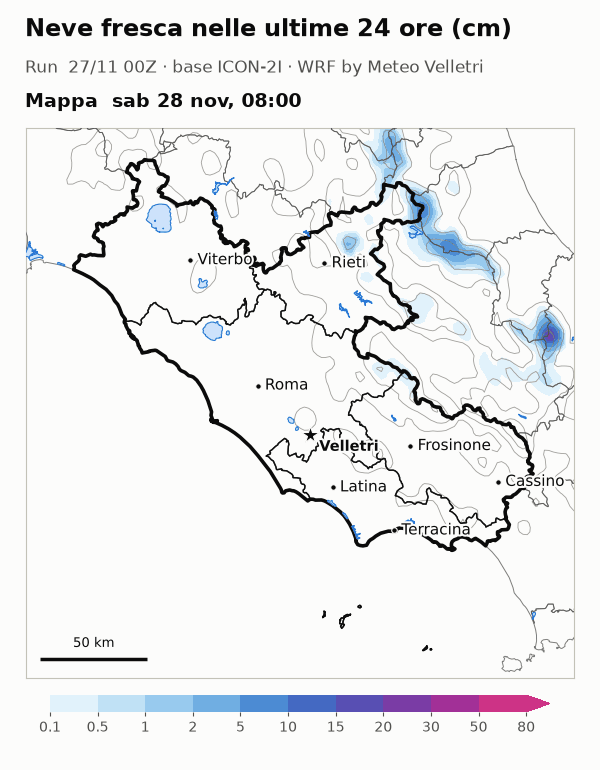 Neve fresca nelle ultime 24 ore (cm)
Run  27/11 00Z · base ICON-2I · WRF by Meteo Velletri
Mappa  sab 28 nov, 08:00
Viterbo
Rieti
Roma
Velletri
Frosinone
Latina
Cassino
Terracina
50 km
0.1 0.5 1 2 5 10 15 20 30 50 80